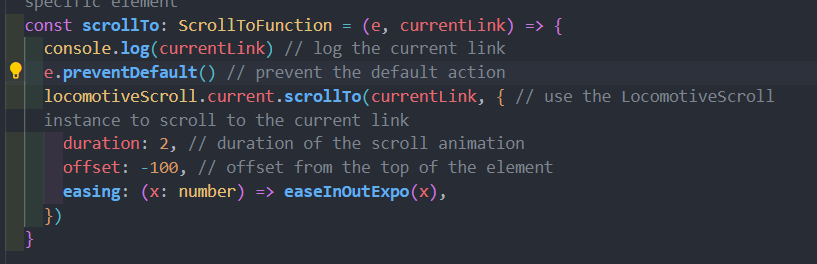 specific element
const scrollTo: ScrollToFunction = (e, currentLink) => {
console.log(currentLink) // log the current link
e.preventDefault() // prevent the default action
locomotiveScroll.current.scrollTo(currentLink, { // use the LocomotiveScroll
instance to scroll to the current link
duration: 2, // duration of the scroll animation
offset: -100, // offset from the top of the element
easing: (x: number) => easeInOutExpo(x),
})
}